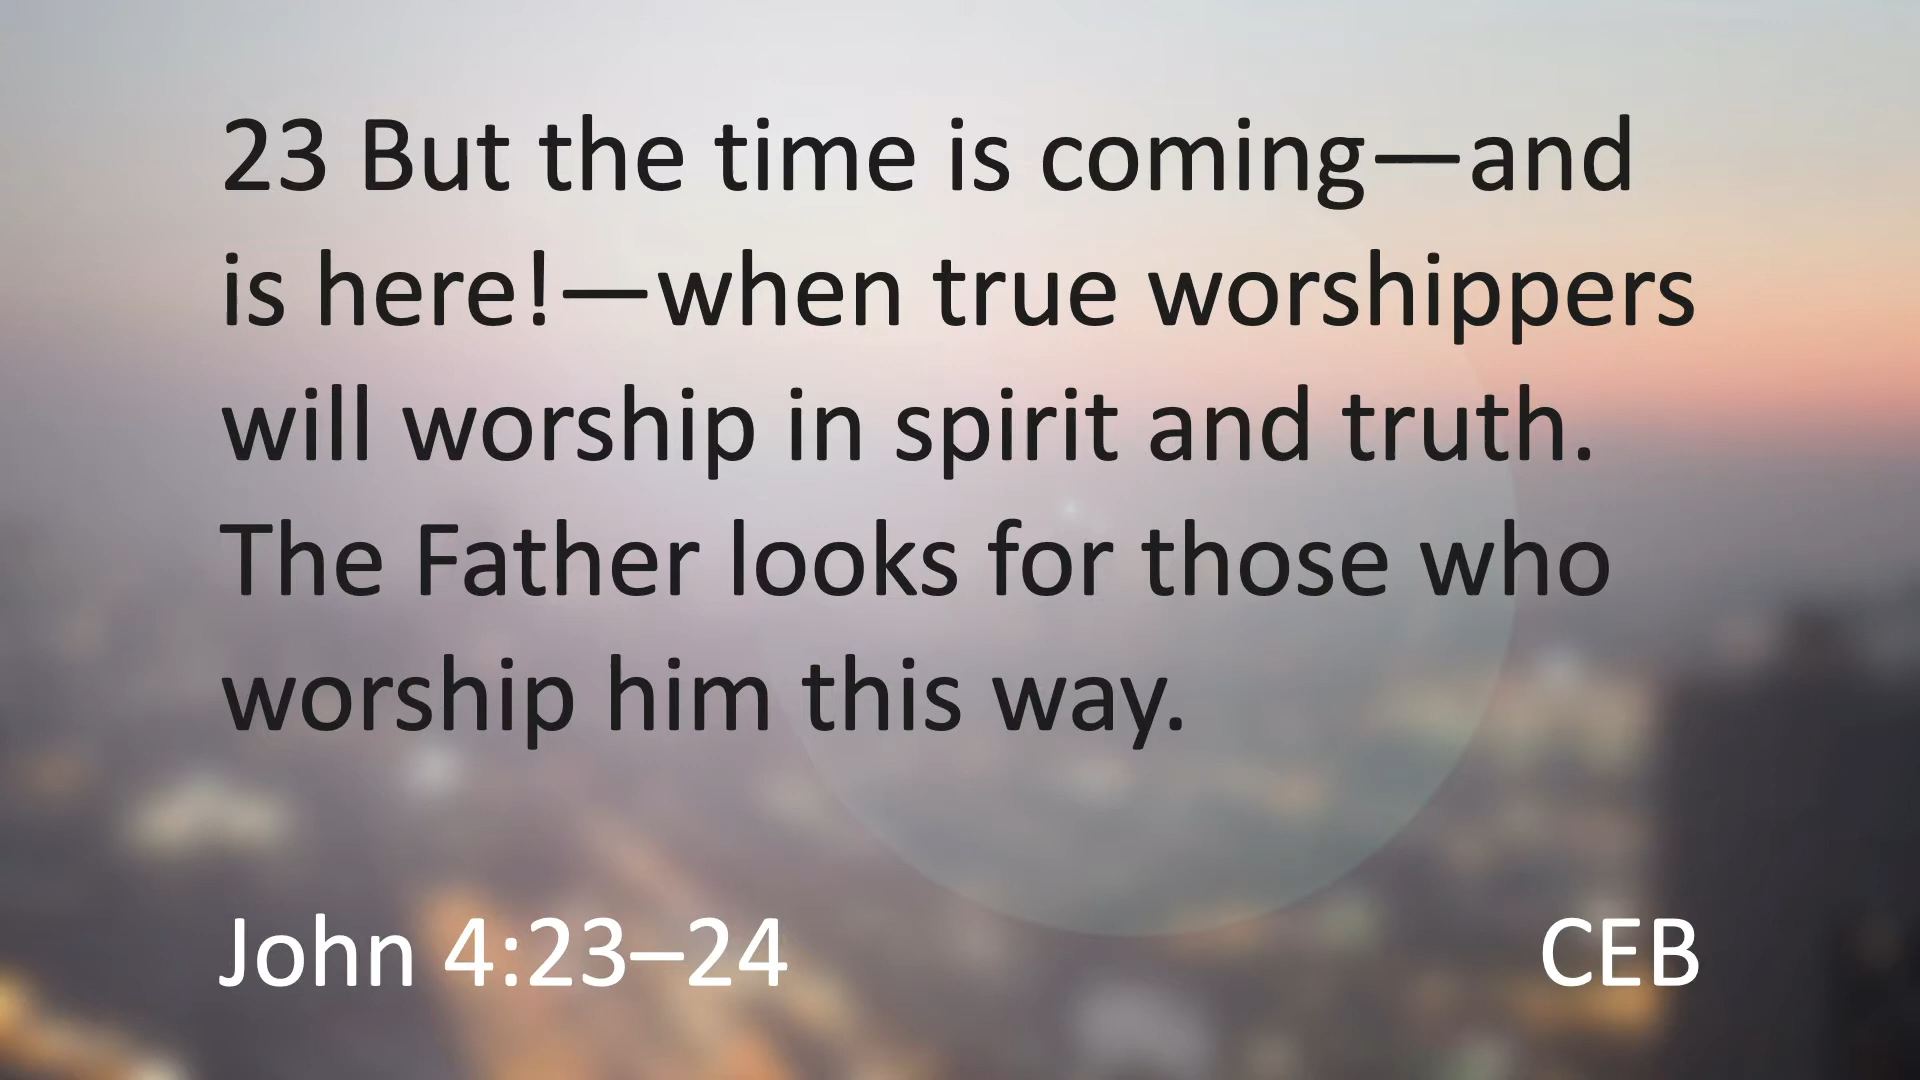 23 But the time is coming—and
is here!—when true worshippers
will worship in spirit and truth.
The Father looks for those who
worship him this way.
John 4:23–24
CEB